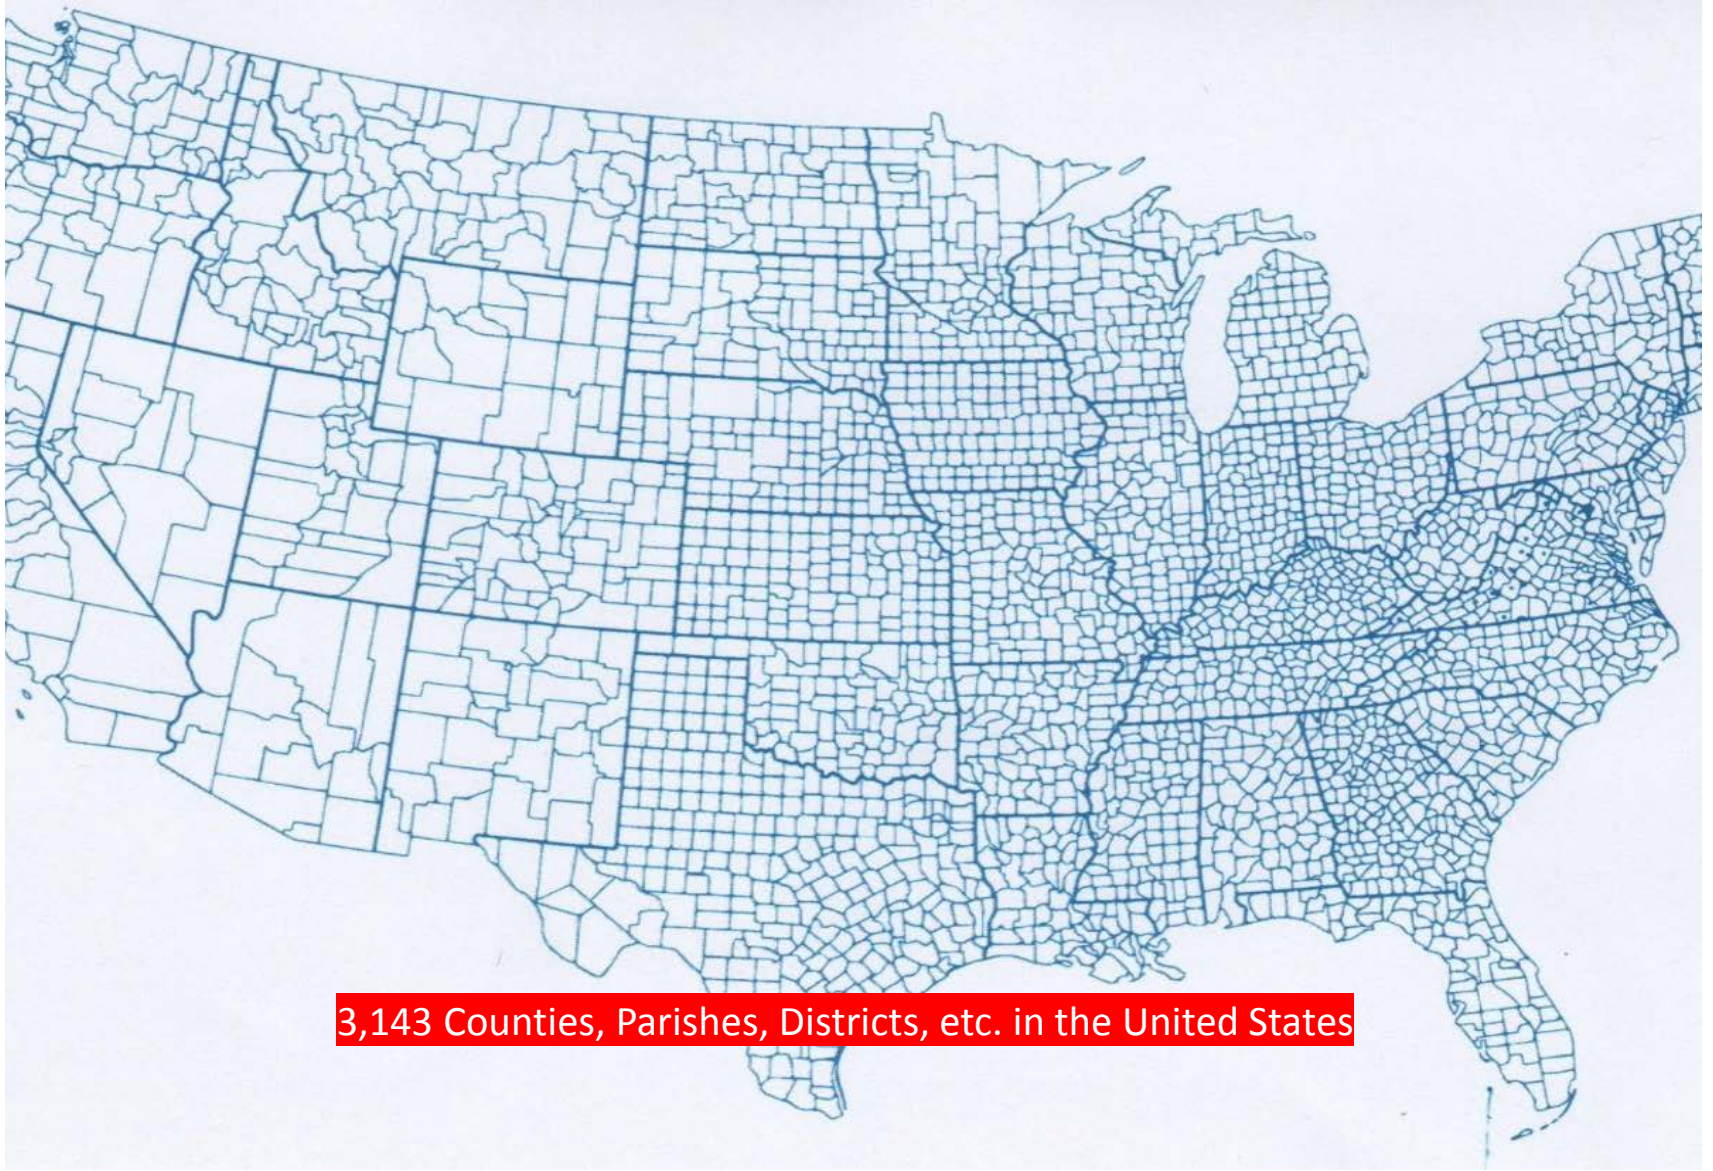 3,143 Counties, Parishes, Districts, etc. in the United States